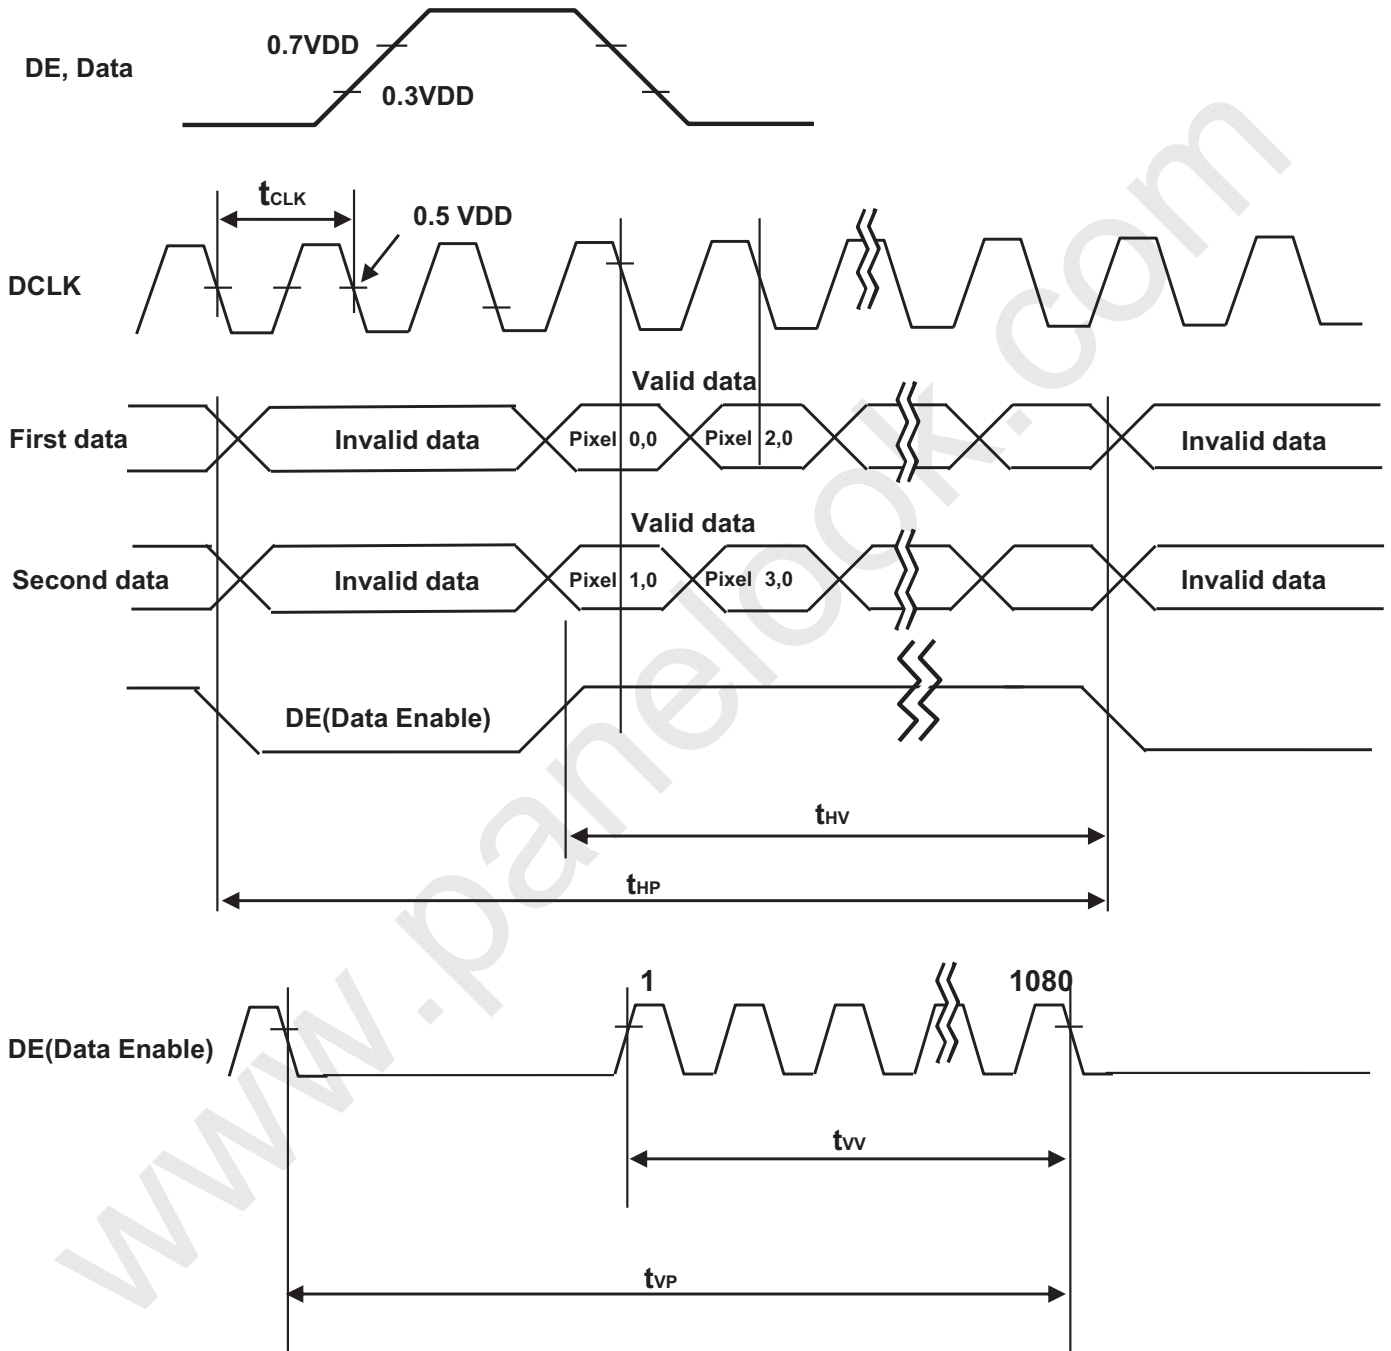 0.7VDD
DE, Data
0.3VDD
tCLK
0.5 VDD
DCLK
Valid data
First data
Invalid data
Pixel 0,0
Pixel 2,0
Invalid data
Valid data
Second data
Invalid data
Pixel 1,0
Pixel 3,0
Invalid data
DE(Data Enable)
tHV
tHP
1
1080
DE(Data Enable)
tVV
tVP
www.panelook.com